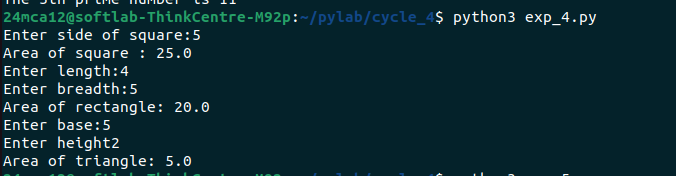 The 5th prime number is 11
24mca12@softlab-ThinkCentre-M92p:~/pylab/cycle_4$ python3 exp_4.py
Enter side of square:5
Area of square : 25.0
Enter length:4
Enter breadth:5
Area of rectangle: 20.0
Enter base:5
Enter height2
Area of triangle: 5.0